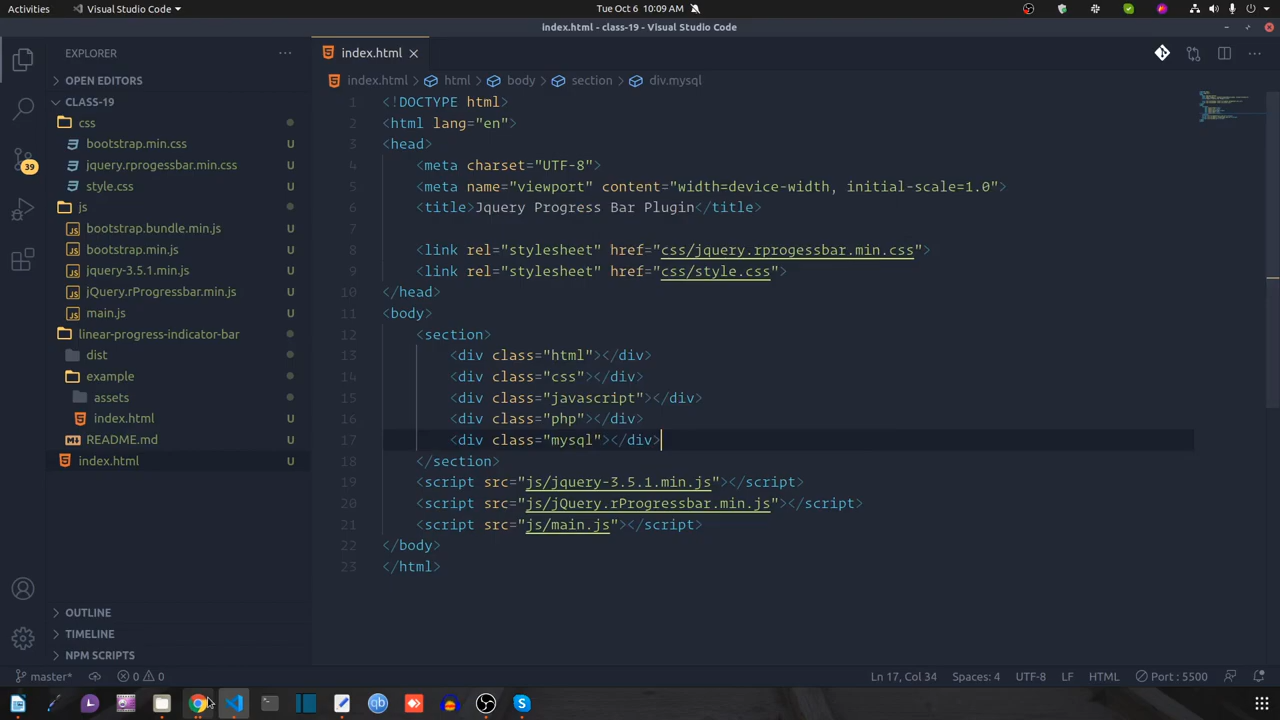 Activities
Visual Studio Code
Tue Oct 6 10:09 AM
index.html - class-19 - Visual Studio Code
EXPLORER
OPEN EDITORS
CLASS-19
css
bootstrap.min.css U
jquery.rprogessbar.min.css U
style.css U
js
bootstrap.bundle.min.js U
bootstrap.min.js U
jquery-3.5.1.min.js U
jQuery.rProgressbar.min.js U
main.js U
linear-progress-indicator-bar
dist
example
assets
index.html U
README.md U
index.html U
OUTLINE
TIMELINE
NPM SCRIPTS
39
index.html
index.html > html > body > section > div.mysql
1 <!DOCTYPE html>
2 <html lang="en">
3 <head>
4 <meta charset="UTF-8">
5 <meta name="viewport" content="width=device-width, initial-scale=1.0">
6 <title>Jquery Progress Bar Plugin</title>
7
8 <link rel="stylesheet" href="css/jquery.rprogessbar.min.css">
9 <link rel="stylesheet" href="css/style.css">
10 </head>
11 <body>
12 <section>
13 <div class="html"></div>
14 <div class="css"></div>
15 <div class="javascript"></div>
16 <div class="php"></div>
17 <div class="mysql"></div>
18 </section>
19 <script src="js/jquery-3.5.1.min.js"></script>
20 <script src="js/jQuery.rProgressbar.min.js"></script>
21 <script src="js/main.js"></script>
22 </body>
23 </html>
master* 0 0 Ln 17, Col 34 Spaces: 4 UTF-8 LF HTML Port : 5500
qb